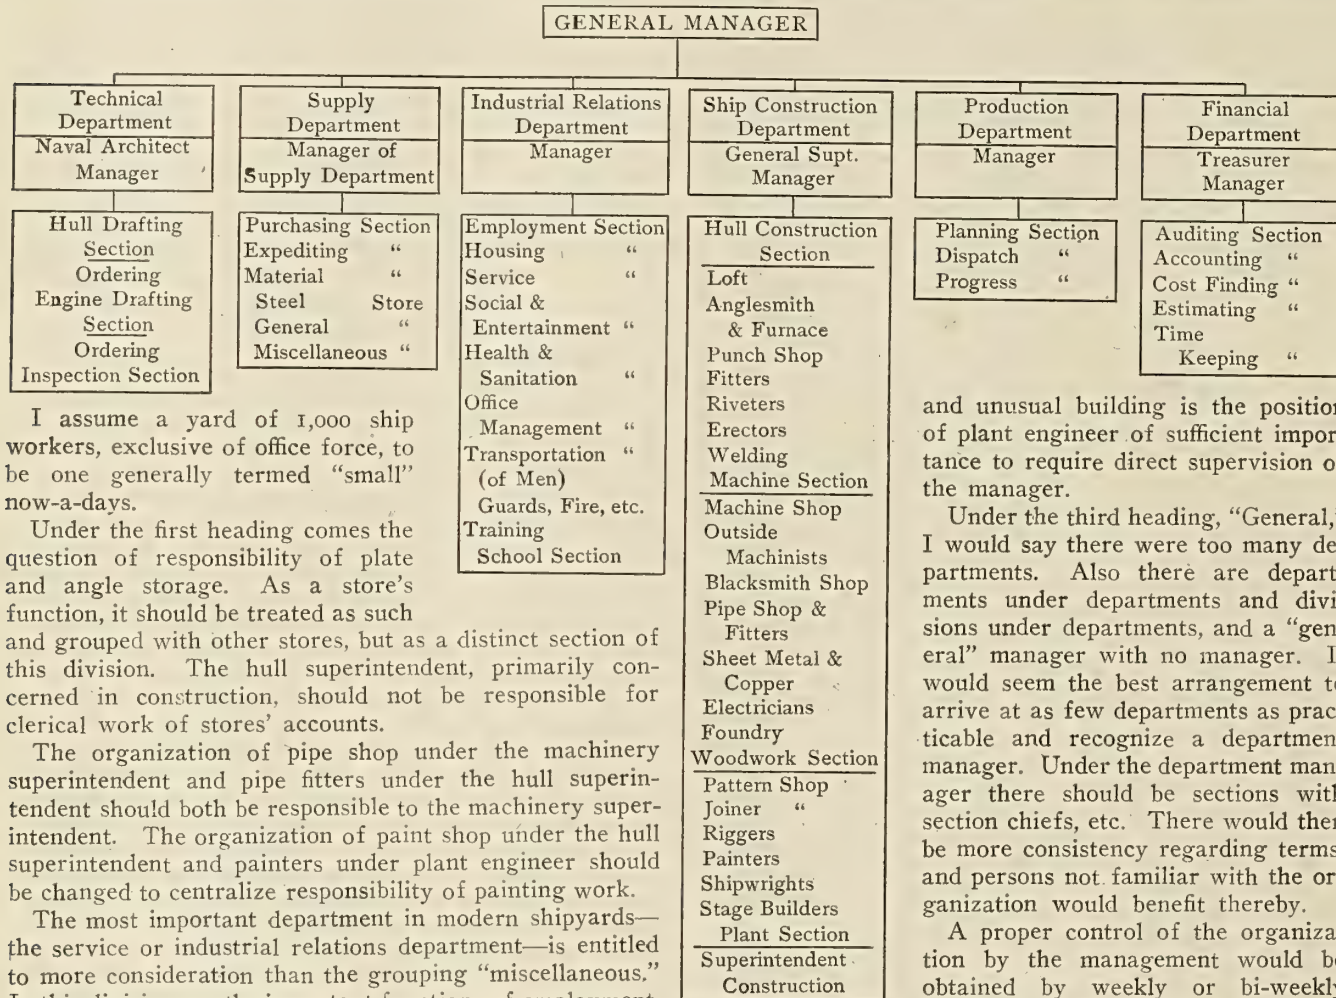 GENERAL MANAGER
Technical
Department
Naval Architect
Manager
Hull Drafting
Section
Ordering
Engine Drafting
Section
Ordering
Inspection Section
Supply
Department
Manager of
Supply Department
Purchasing Section
Expediting “
Material “
Steel Store
General “
Miscellaneous “
Industrial Relations
Department
Manager
Employment Section
Housing “
Service “
Social &
Entertainment “
Health &
Sanitation “
Office
Management “
Transportation “
(of Men)
Guards, Fire, etc.
Training
School Section
Ship Construction
Department
General Supt.
Manager
Hull Construction
Section
Loft
Anglesmith
& Furnace
Punch Shop
Fitters
Riveters
Erectors
Welding
Machine Section
Machine Shop
Outside
Machinists
Blacksmith Shop
Pipe Shop &
Fitters
Sheet Metal &
Copper
Electricians
Foundry
Woodwork Section
Pattern Shop
Joiner “
Riggers
Painters
Shipwrights
Stage Builders
Plant Section
Superintendent
Construction
Production
Department
Manager
Planning Section
Dispatch “
Progress “
Financial
Department
Treasurer
Manager
Auditing Section
Accounting “
Cost Finding “
Estimating “
Time
Keeping “
I assume a yard of 1,000 ship
workers, exclusive of office force, to
be one generally termed “small”
now-a-days.
Under the first heading comes the
question of responsibility of plate
and angle storage. As a store's
function, it should be treated as such
and grouped with other stores, but as a distinct section of
this division. The hull superintendent, primarily con-
cerned in construction, should not be responsible for
clerical work of stores' accounts.
The organization of pipe shop under the machinery
superintendent and pipe fitters under the hull superin-
tendent should both be responsible to the machinery super-
intendent. The organization of paint shop under the hull
superintendent and painters under plant engineer should
be changed to centralize responsibility of painting work.
The most important department in modern shipyards—
the service or industrial relations department—is entitled
to more consideration than the grouping “miscellaneous.”
and unusual building is the position
of plant engineer of sufficient impor-
tance to require direct supervision o
the manager.
Under the third heading, “General,”
I would say there were too many de
partments. Also there are depart
ments under departments and divi
sions under departments, and a “gen
eral” manager with no manager. I
would seem the best arrangement to
arrive at as few departments as prac
ticable and recognize a departmen
manager. Under the department man
ager there should be sections with
section chiefs, etc. There would then
be more consistency regarding terms
and persons not familiar with the or
ganization would benefit thereby.
A proper control of the organiza
tion by the management would be
obtained by weekly or bi-weekly